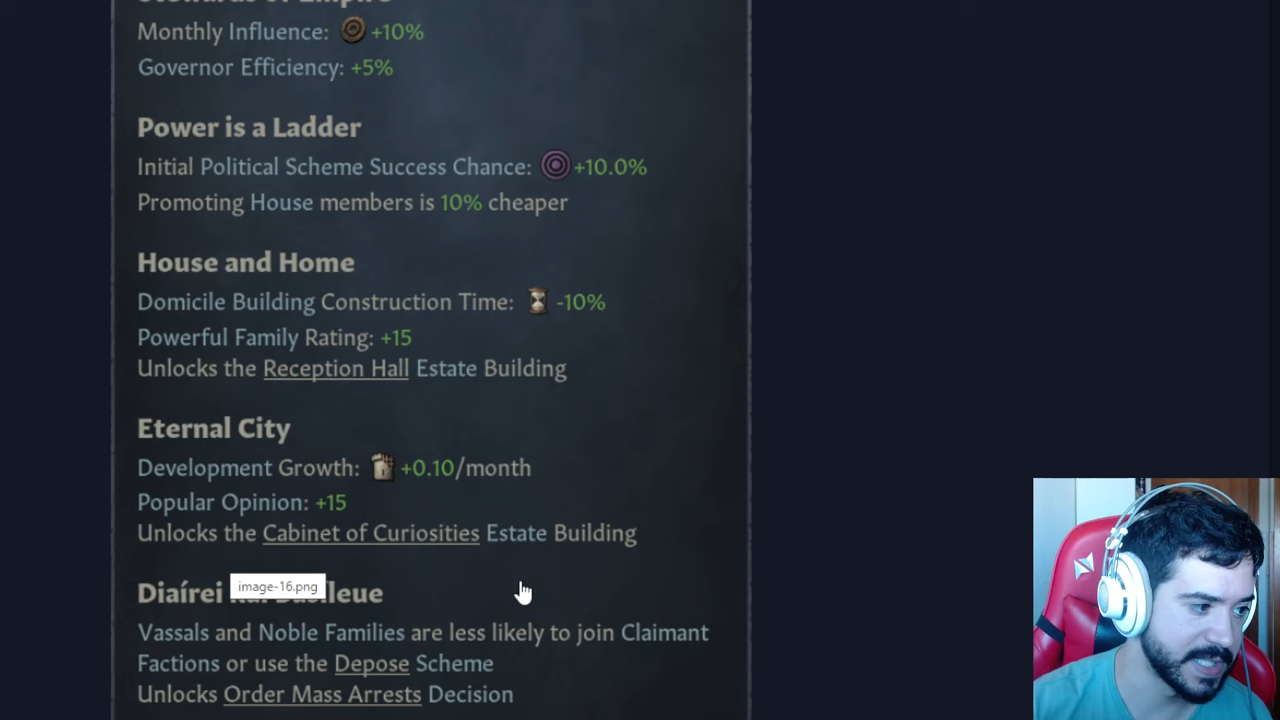 Monthly Influence: +10%
Governor Efficiency: +5%
Power is a Ladder
Initial Political Scheme Success Chance: +10.0%
Promoting House members is 10% cheaper
House and Home
Domicile Building Construction Time: -10%
Powerful Family Rating: +15
Unlocks the Reception Hall Estate Building
Eternal City
Development Growth: +0.10/month
Popular Opinion: +15
Unlocks the Cabinet of Curiosities Estate Building
image-16.png
Diaírei
Vassals and Noble Families are less likely to join Claimant
Factions or use the Depose Scheme
Unlocks Order Mass Arrests Decision